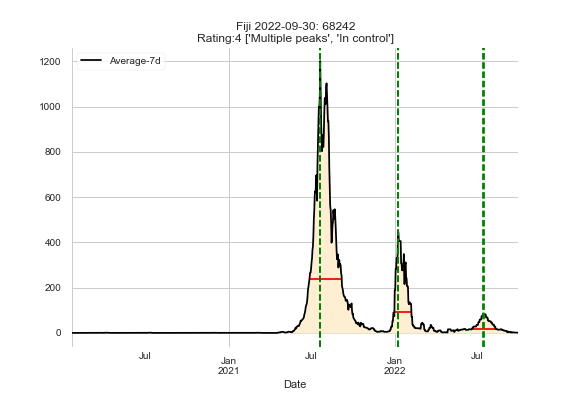 Fiji 2022-09-30: 68242
Rating:4 ['Multiple peaks', 'In control']
Average-7d
1200
1000
800
600
400
200
0
Jul
Jan
2021
Jul
Jan
2022
Jul
Date